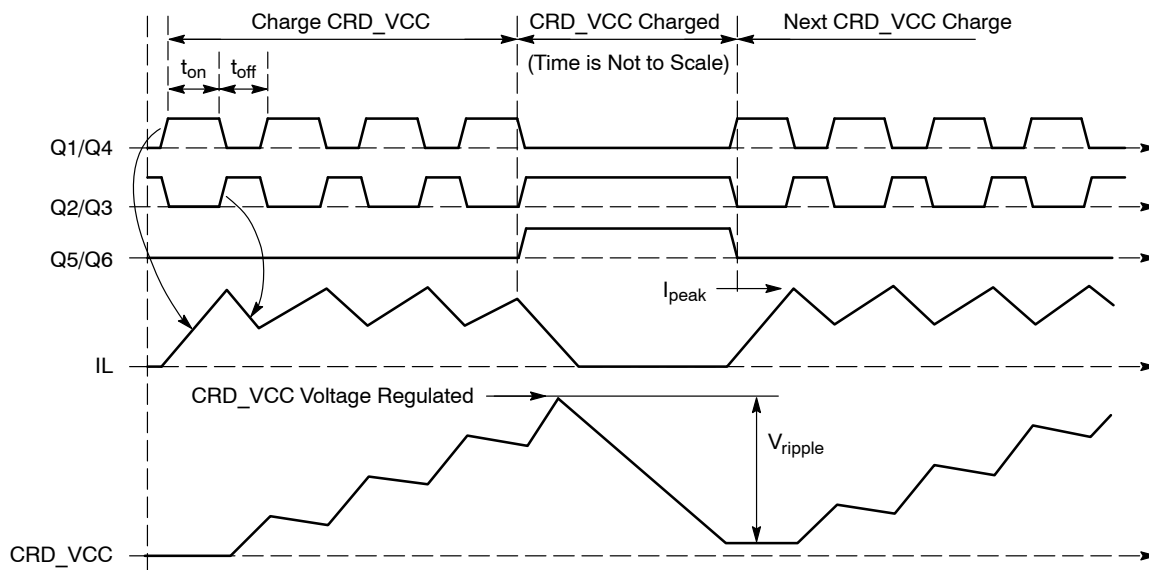 Charge CRD_VCC
CRD_VCC Charged
Next CRD_VCC Charge
(Time is Not to Scale)
ton
toff
Q1/Q4
Q2/Q3
Q5/Q6
Ipeak
IL
CRD_VCC Voltage Regulated
Vripple
CRD_VCC